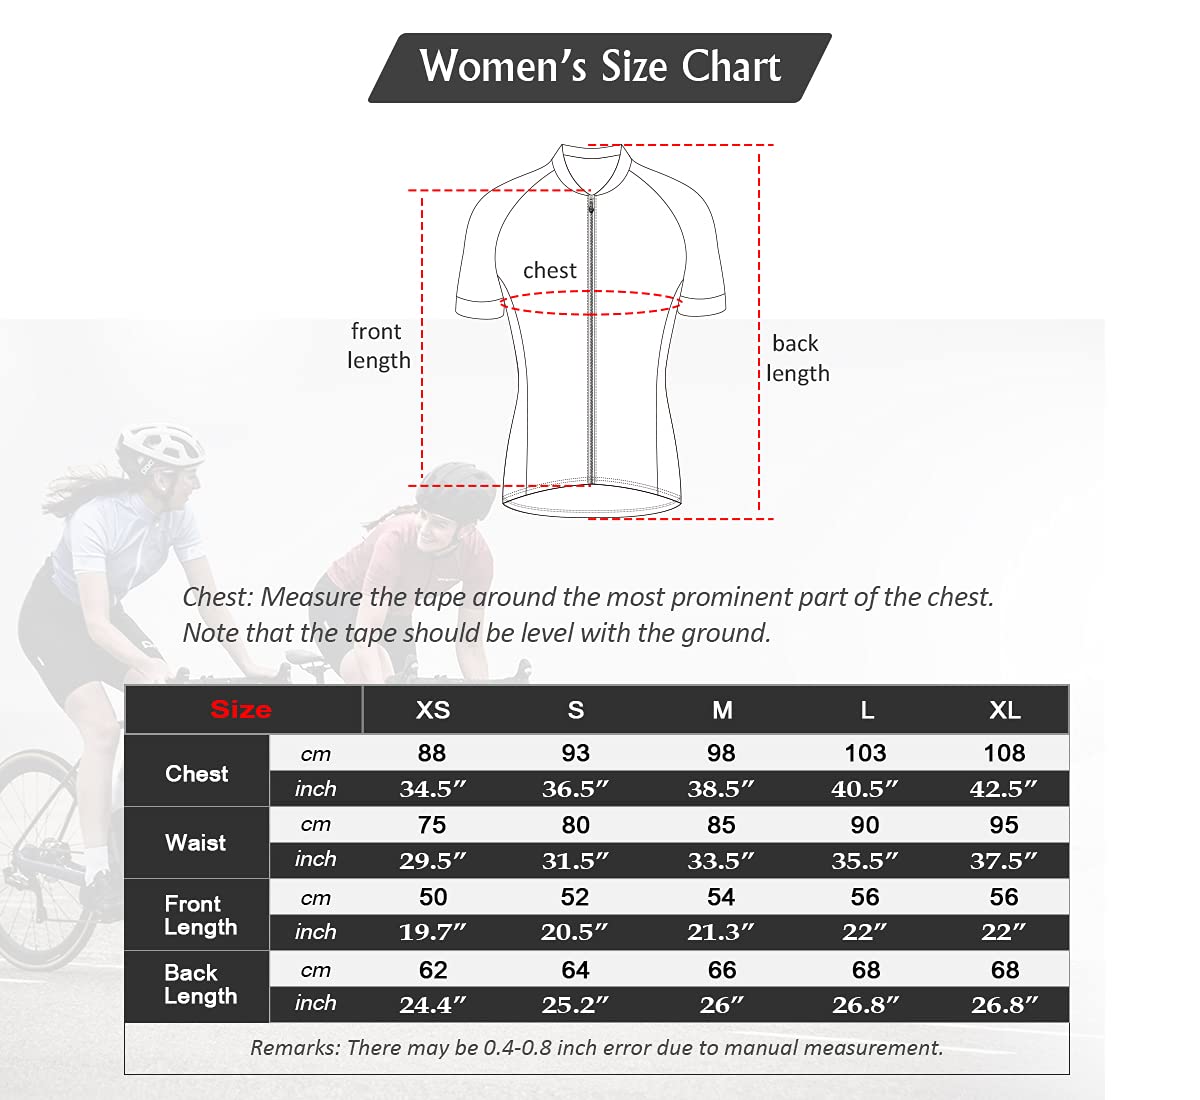 Women's Size Chart
chest
front
length
back
length
Chest: Measure the tape around the most prominent part of the chest.
Note that the tape should be level with the ground.
Size XS S M L XL
Chest cm 88 93 98 103 108
inch 34.5″ 36.5″ 38.5″ 40.5″ 42.5″
Waist cm 75 80 85 90 95
inch 29.5″ 31.5″ 33.5″ 35.5″ 37.5″
Front Length cm 50 52 54 56 56
inch 19.7″ 20.5″ 21.3″ 22″ 22″
Back Length cm 62 64 66 68 68
inch 24.4″ 25.2″ 26″ 26.8″ 26.8″
Remarks: There may be 0.4-0.8 inch error due to manual measurement.